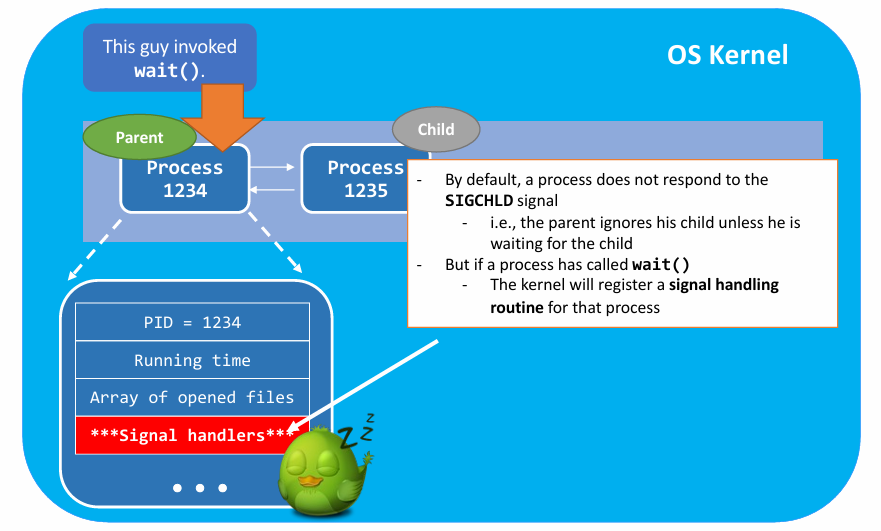 This guy invoked
wait().
OS Kernel
Parent
Child
Process
1234
Process
1235
- By default, a process does not respond to the
SIGCHLD signal
- i.e., the parent ignores his child unless he is
waiting for the child
- But if a process has called wait()
- The kernel will register a signal handling
routine for that process
PID = 1234
Running time
Array of opened files
***Signal handlers***
• • •
z
z
z